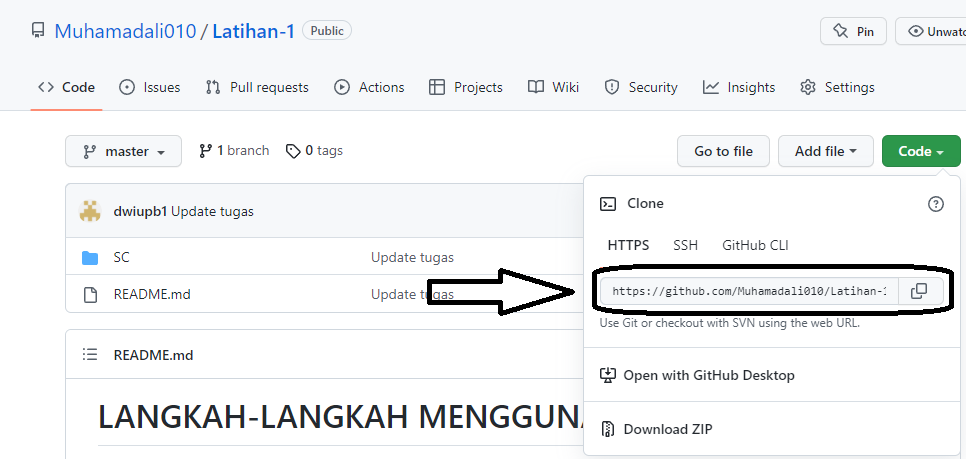 Muhamadali010 / Latihan-1 Public Pin Unwatc
Code Issues Pull requests Actions Projects Wiki Security Insights Settings
master 1 branch 0 tags Go to file Add file Code
dwiupb1 Update tugas
SC Update tugas
README.md Update tugas
README.md
LANGKAH-LANGKAH MENGGUNA
Clone
HTTPS SSH GitHub CLI
https://github.com/Muhamadali010/Latihan-1
Use Git or checkout with SVN using the web URL.
Open with GitHub Desktop
Download ZIP